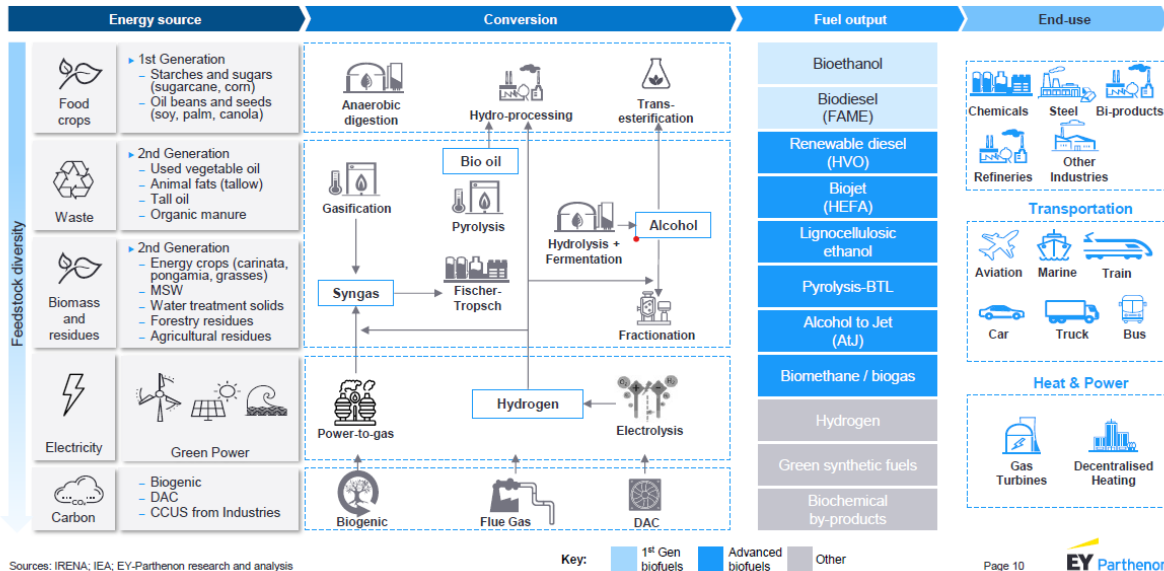 Energy source
Conversion
Fuel output
End-use
Feedstock diversity
Food
crops
1st Generation
– Starches and sugars
(sugarcane, corn)
– Oil beans and seeds
(soy, palm, canola)
Waste
2nd Generation
– Used vegetable oil
– Animal fats (tallow)
– Tall oil
– Organic manure
Biomass
and
residues
2nd Generation
– Energy crops (carinata,
pongamia, grasses)
– MSW
– Water treatment solids
– Forestry residues
– Agricultural residues
Electricity
Green Power
CO₂
Carbon
– Biogenic
– DAC
– CCUS from Industries
Anaerobic
digestion
Hydro-processing
Trans-
esterification
Bio oil
Gasification
Pyrolysis
Hydrolysis +
Fermentation
Alcohol
Syngas
Fischer-
Tropsch
Fractionation
Power-to-gas
Hydrogen
Electrolysis
Biogenic
Flue Gas
DAC
Bioethanol
Biodiesel
(FAME)
Renewable diesel
(HVO)
Biojet
(HEFA)
Lignocellulosic
ethanol
Pyrolysis-BTL
Alcohol to Jet
(AtJ)
Biomethane / biogas
Hydrogen
Green synthetic fuels
Biochemical
by-products
Chemicals
Steel
Bi-products
Refineries
Other
Industries
Transportation
Aviation
Marine
Train
Car
Truck
Bus
Heat & Power
Gas
Turbines
Decentralised
Heating
Sources: IRENA; IEA; EY-Parthenon research and analysis
Key:
1st Gen
biofuels
Advanced
biofuels
Other
Page 10
EY Parthenon